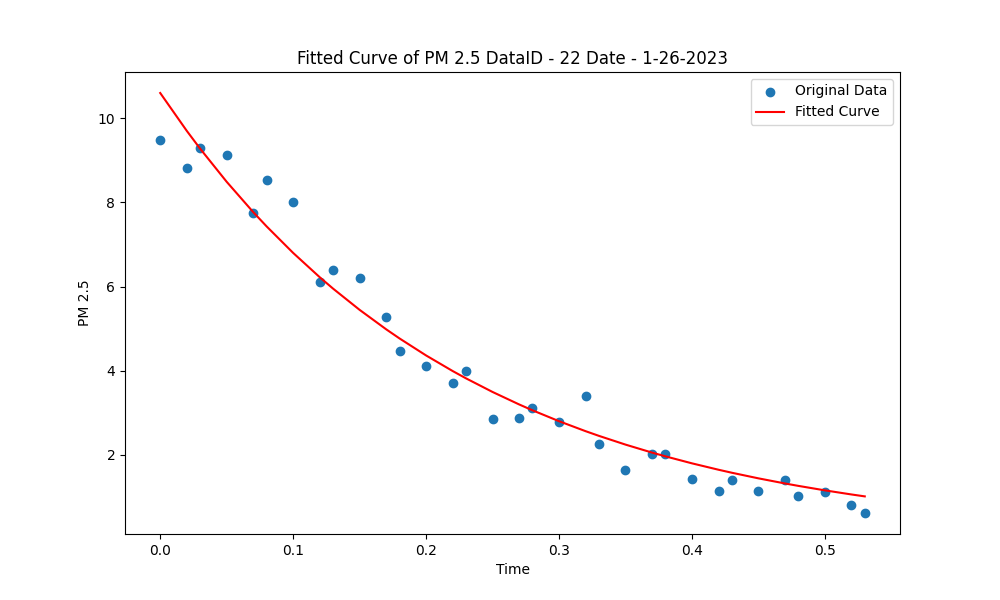 Fitted Curve of PM 2.5 DataID - 22 Date - 1-26-2023
Original Data
Fitted Curve
10
8
6
4
2
PM 2.5
0.0 0.1 0.2 0.3 0.4 0.5
Time